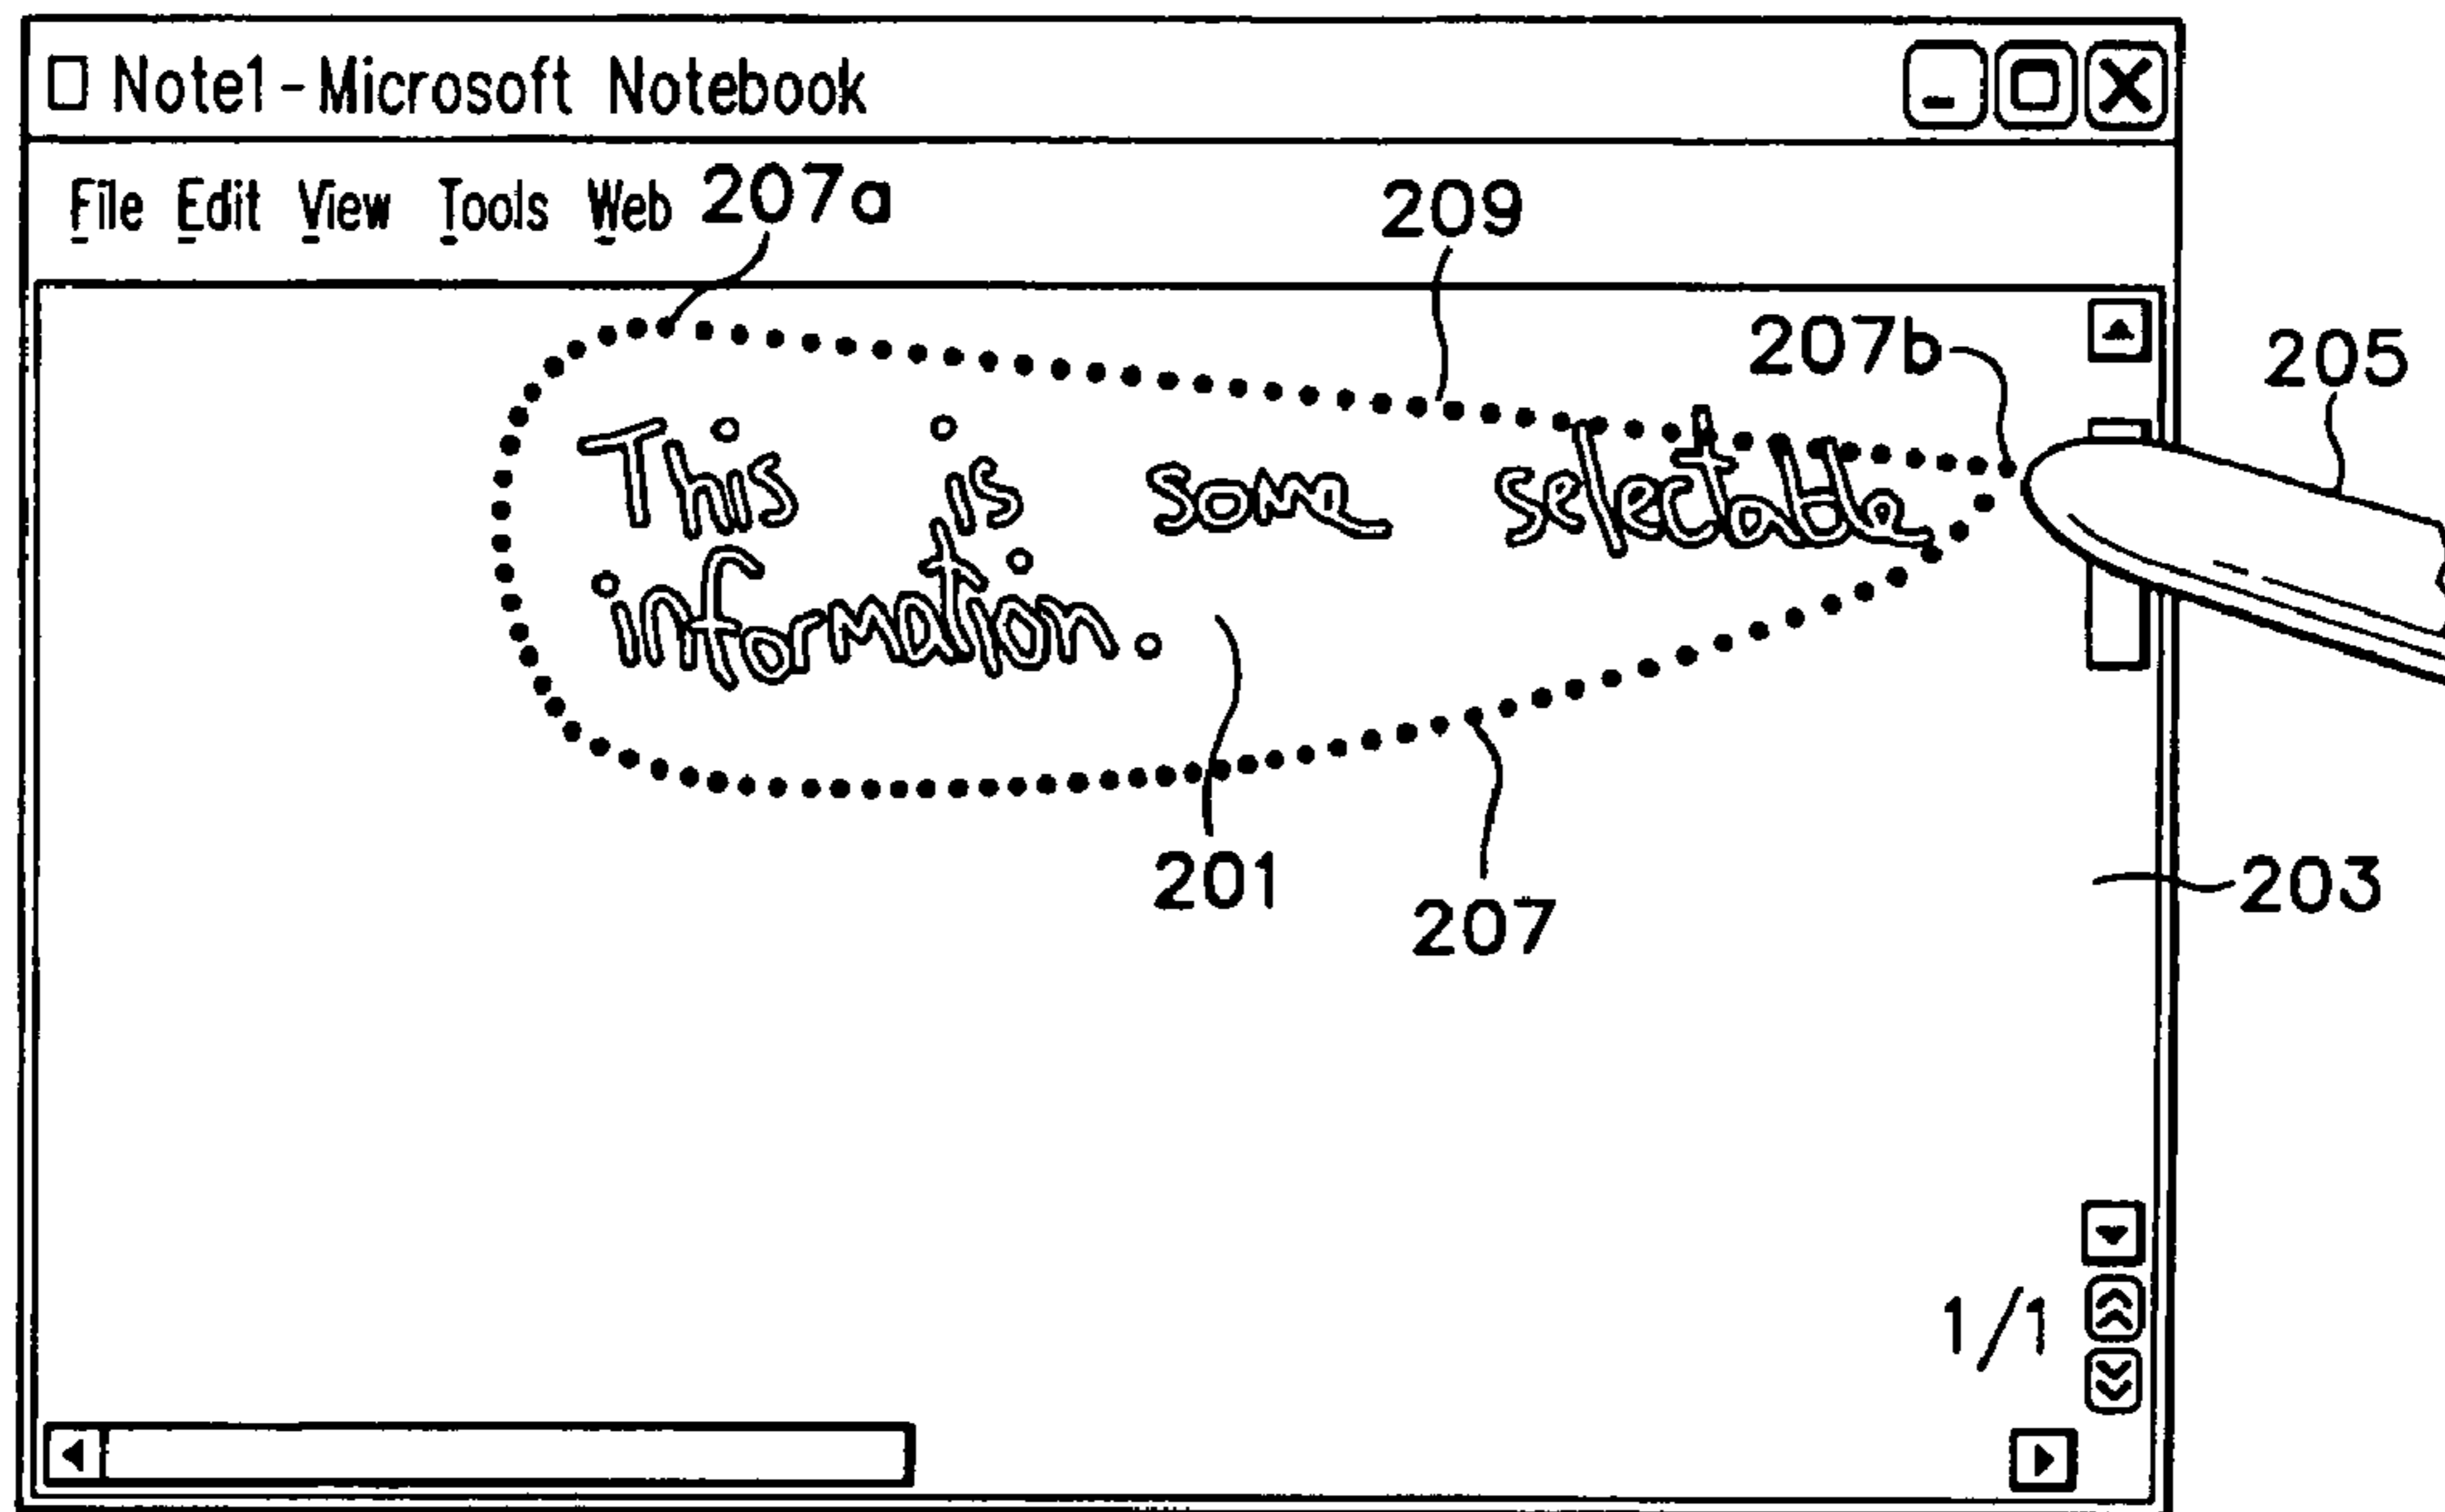 Note1-Microsoft Notebook
File Edit View Tools Web 207a
209
207b
205
This is som selectable
information.
201
207
203
1/1